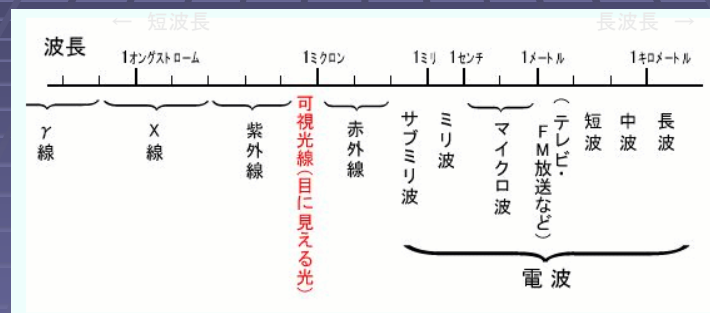 ← 短波長
長波長 →
波長
1オングストローム
1ミクロン
1ミリ
1センチ
1メートル
1キロメートル
γ線
X線
紫外線
可視光線(目に見える光)
赤外線
サブミリ波
ミリ波
マイクロ波
(テレビ・
FM放送など)
短波
中波
長波
電波